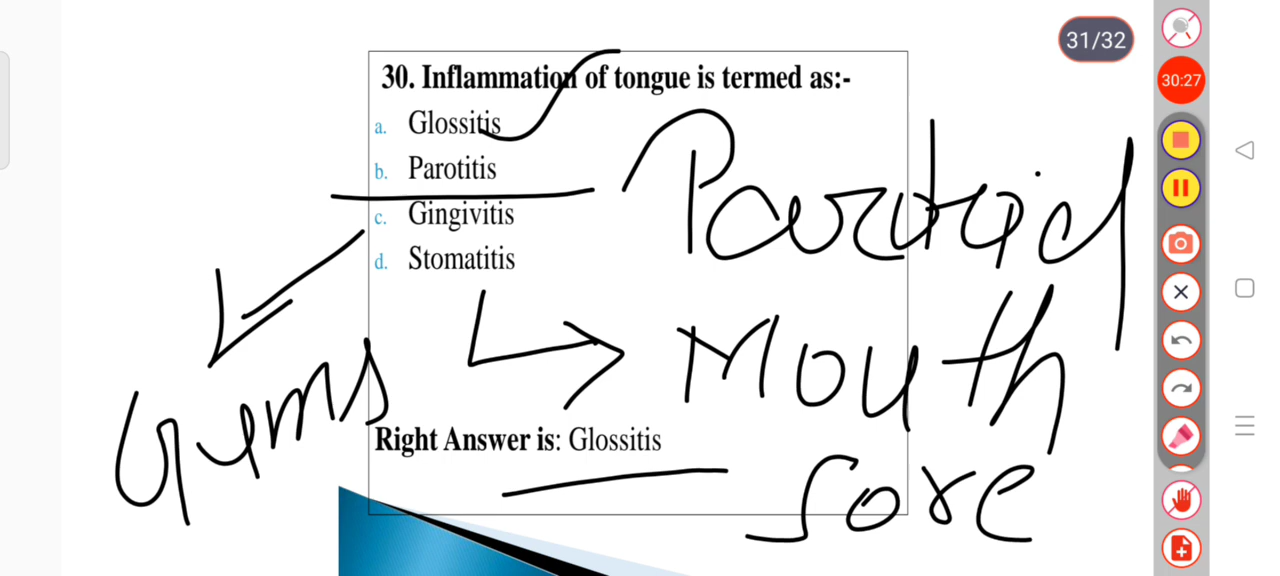 31/32
30:27
30. Inflammation of tongue is termed as:-
a. Glossitis
b. Parotitis
c. Gingivitis
d. Stomatitis
Parotid
Mouth
Sore
Gums
Right Answer is: Glossitis